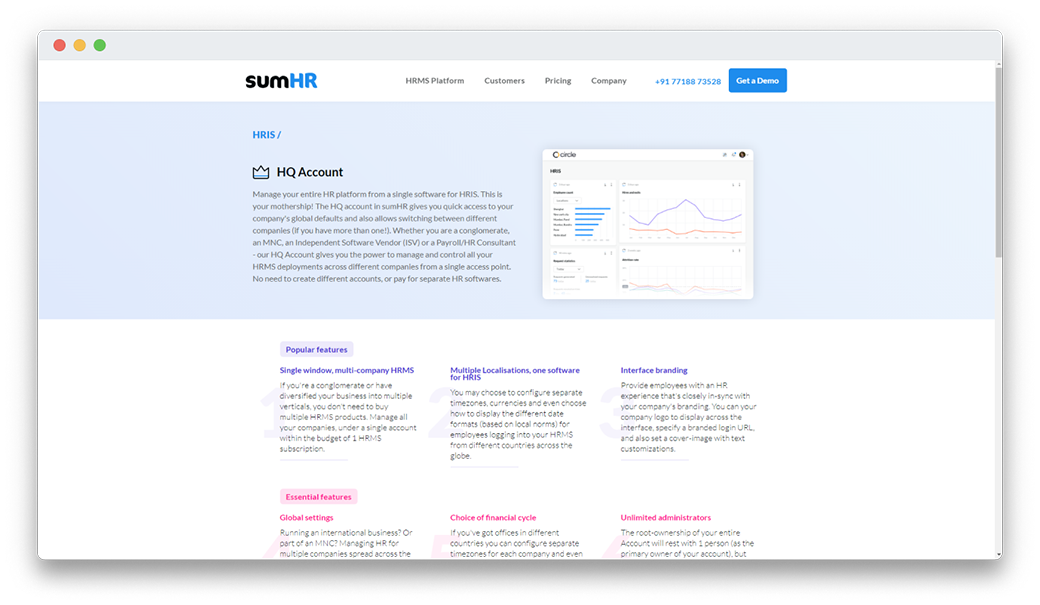 sumHR
HRMS Platform Customers Pricing Company +91 77188 73528 Get a Demo
HRIS /
HQ Account
Manage your entire HR platform from a single software for HRIS. This is
your mothership! The HQ account in sumHR gives you quick access to your
company's global defaults and also allows switching between different
companies (if you have more than one!). Whether you are a conglomerate,
an MNC, an Independent Software Vendor (ISV) or a Payroll/HR Consultant
- our HQ Account gives you the power to manage and control all your
HRMS deployments across different companies from a single access point.
No need to create different accounts, or pay for separate HR softwares.
circle
HRIS
Popular features
1
Single window, multi-company HRMS
If you're a conglomerate or have
diversified your business into multiple
verticals, you don't need to buy
multiple HRMS products. Manage all
your companies, under a single account
within the budget of 1 HRMS
subscription.
2
Multiple Localisations, one software
for HRIS
You may choose to configure separate
timezones, currencies and even choose
how to display the different date
formats (based on local norms) for
employees logging into your HRMS
from different countries across the
globe.
3
Interface branding
Provide employees with an HR
experience that's closely in-sync with
your company's branding. You can your
company logo to display across the
interface, specify a branded login URL,
and also set a cover-image with text
customizations.
Essential features
Global settings
Running an international business? Or
part of an MNC? Managing HR for
multiple companies spread across the
Choice of financial cycle
If you've got offices in different
countries you can configure separate
timezones for each company and even
Unlimited administrators
The root-ownership of your entire
Account will rest with 1 person (as the
primary owner of your account), but